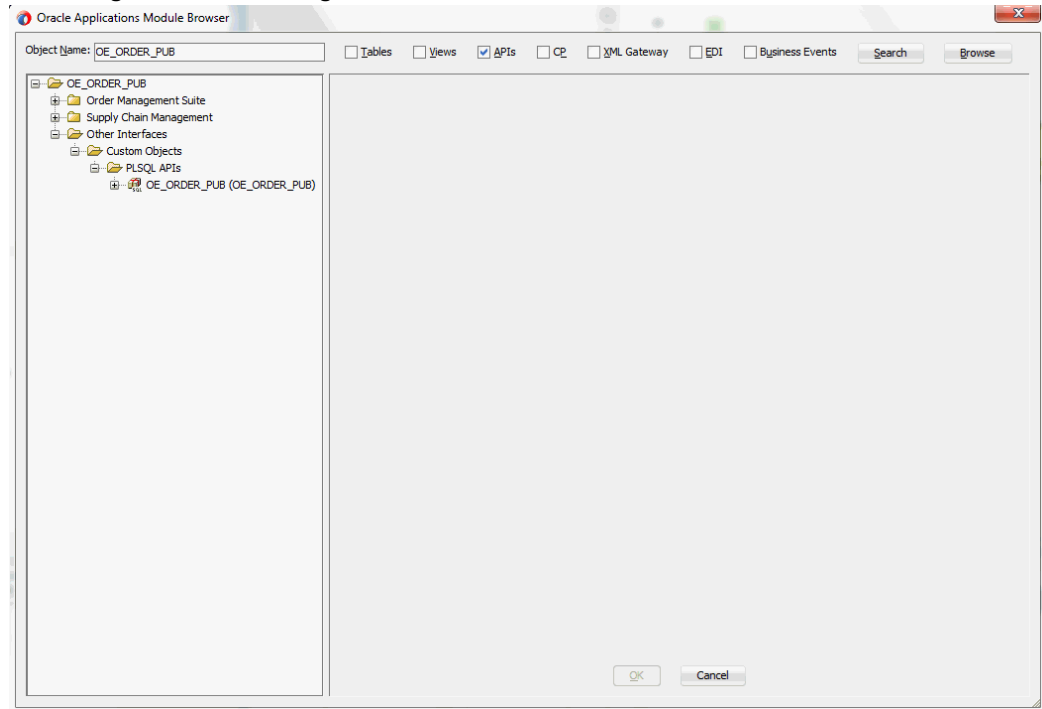 Oracle Applications Module Browser
Object Name: OE_ORDER_PUB Tables Views APIs CP XML Gateway EDI Business Events Search Browse
OE_ORDER_PUB
Order Management Suite
Supply Chain Management
Other Interfaces
Custom Objects
PLSQL APIs
OE_ORDER_PUB (OE_ORDER_PUB)
OK Cancel